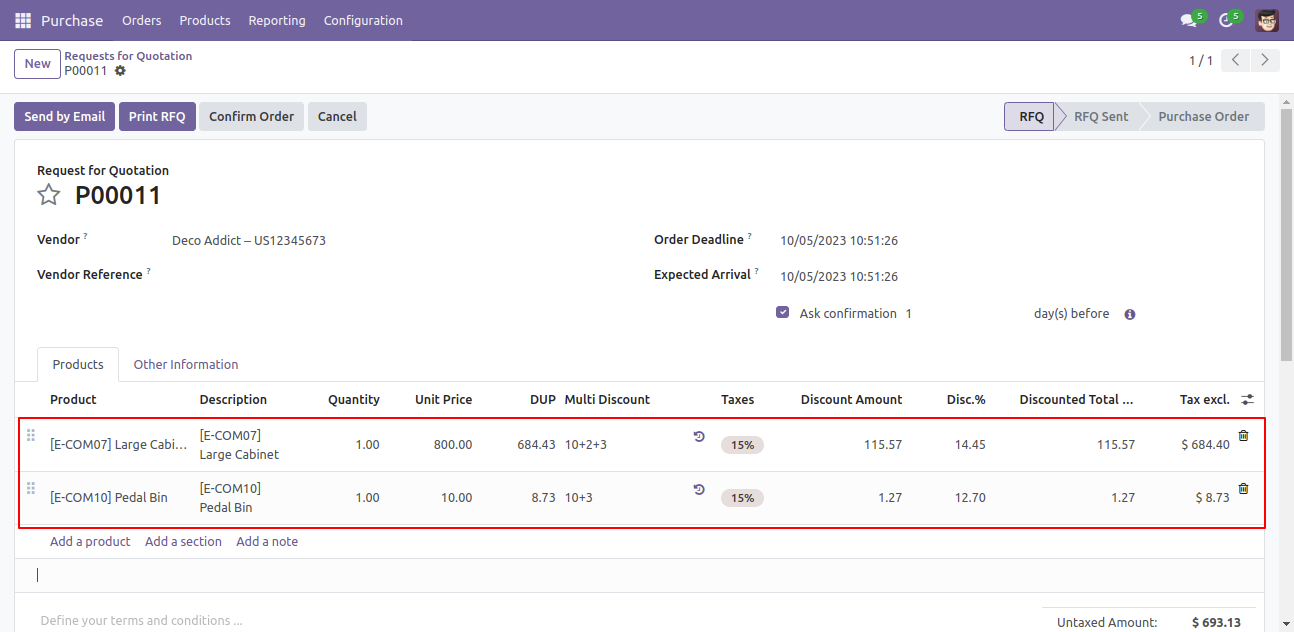 Purchase Orders Products Reporting Configuration 5 5
New Requests for Quotation
P00011 1 / 1
Send by Email Print RFQ Confirm Order Cancel RFQ RFQ Sent Purchase Order
Request for Quotation
P00011
Vendor ? Deco Addict – US12345673 Order Deadline ? 10/05/2023 10:51:26
Vendor Reference ? Expected Arrival ? 10/05/2023 10:51:26
Ask confirmation 1 day(s) before
Products Other Information
Product Description Quantity Unit Price DUP Multi Discount Taxes Discount Amount Disc.% Discounted Total ... Tax excl.
[E-COM07] Large Cabi... [E-COM07] 1.00 800.00 684.43 10+2+3 15% 115.57 14.45 115.57 $ 684.40
Large Cabinet
[E-COM10] Pedal Bin [E-COM10] 1.00 10.00 8.73 10+3 15% 1.27 12.70 1.27 $ 8.73
Pedal Bin
Add a product Add a section Add a note
Define your terms and conditions ... Untaxed Amount: $ 693.13